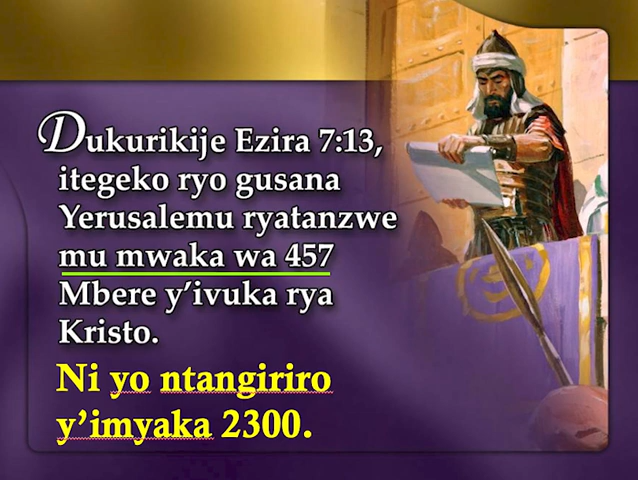 Dukurikije Ezira 7:13,
itegeko ryo gusana
Yerusalemu ryatanzwe
mu mwaka wa 457
Mbere y’ivuka rya
Kristo.
Ni yo ntangiriro
y’imyaka 2300.